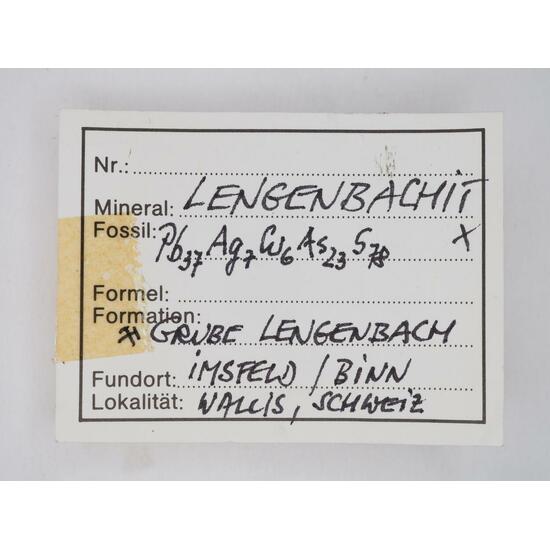 Nr.:
Mineral: LENGENBACHIT
Fossil: Pb37 Ag7 Cu6 As23 S78 x
Formel:
Formation:
GRUBE LENGENBACH
Fundort: IMSFELD / BINN
Lokalität: WALLIS, SCHWEIZ